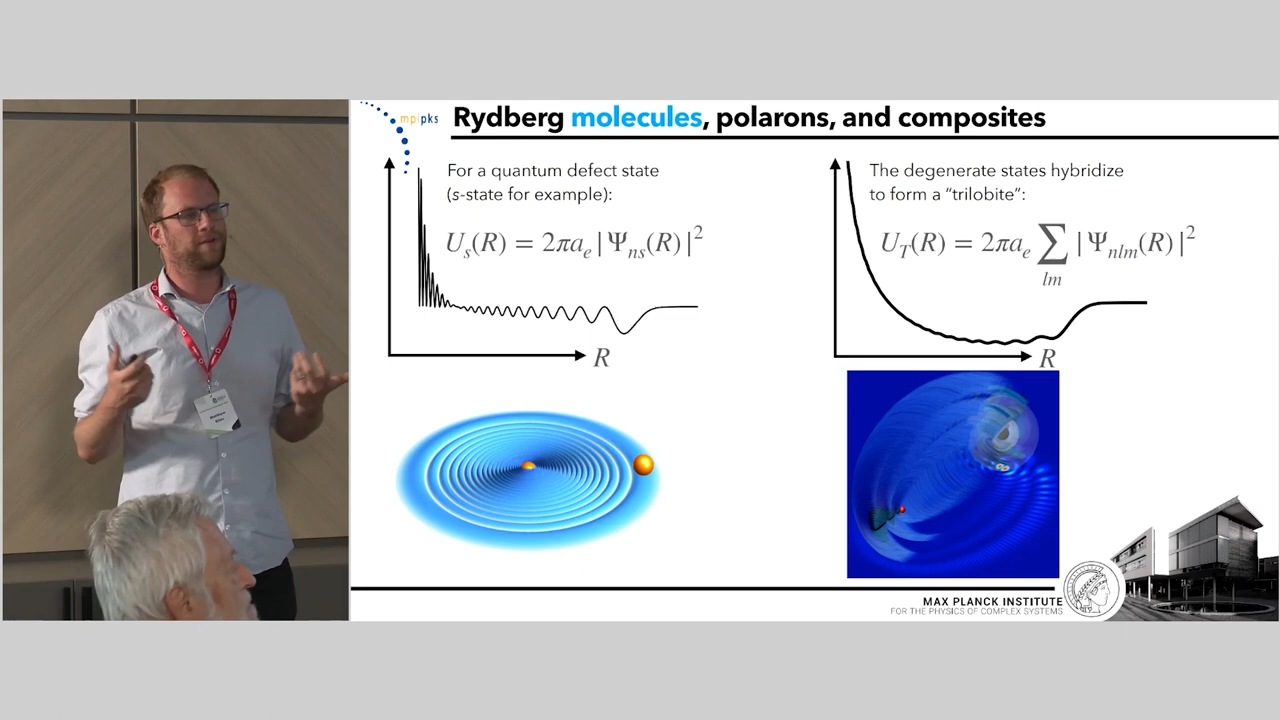 mpipks
Rydberg molecules, polarons, and composites
For a quantum defect state
(s-state for example):
U_s(R) = 2πa_e|Ψ_ns(R)|²
R
The degenerate states hybridize
to form a “trilobite”:
U_T(R) = 2πa_e ∑_lm |Ψ_nlm(R)|²
R
MAX PLANCK INSTITUTE
FOR THE PHYSICS OF COMPLEX SYSTEMS